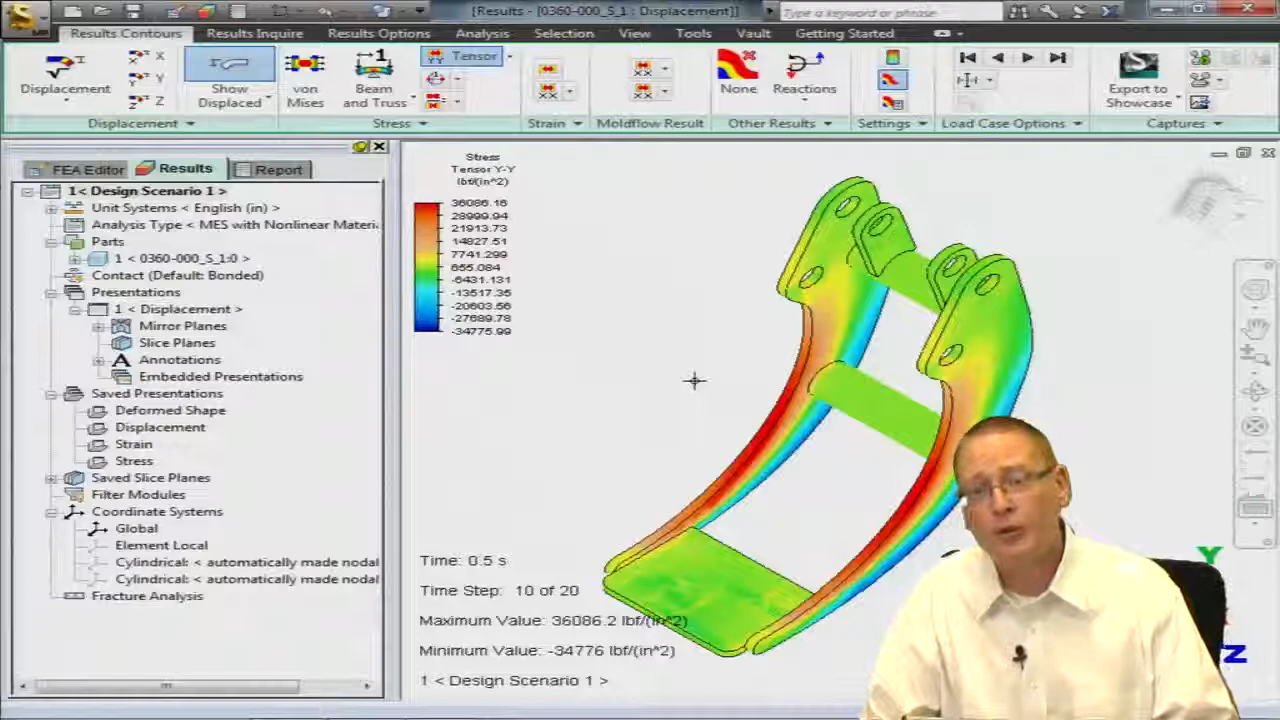 [Results - [0360-000_S_1 : Displacement]]
Type a keyword or phrase
Results Contours Results Inquire Results Options Analysis Selection View Tools Vault Getting Started
Displacement
X
Y
Z
Show Displaced
von Mises
Beam and Truss
Tensor
None
Reactions
Export to Showcase
Displacement Stress Strain Moldflow Result Other Results Settings Load Case Options Captures
FEA Editor Results Report
1< Design Scenario 1 >
Unit Systems < English (in) >
Analysis Type < MES with Nonlinear Materi
Parts
1 < 0360-000_S_1:0 >
Contact (Default: Bonded)
Presentations
1 < Displacement >
Mirror Planes
Slice Planes
Annotations
Embedded Presentations
Saved Presentations
Deformed Shape
Displacement
Strain
Stress
Saved Slice Planes
Filter Modules
Coordinate Systems
Global
Element Local
Cylindrical: < automatically made nodal
Cylindrical: < automatically made nodal
Fracture Analysis
Stress
Tensor Y-Y
lbf/(in^2)
36086.16
28999.94
21913.73
14827.51
7741.299
655.084
-6431.131
-13517.35
-20603.56
-27689.78
-34775.99
Time: 0.5 s
Time Step: 10 of 20
Maximum Value: 36086.2 lbf/(in^2)
Minimum Value: -34776 lbf/(in^2)
1 < Design Scenario 1 >
Y
Z